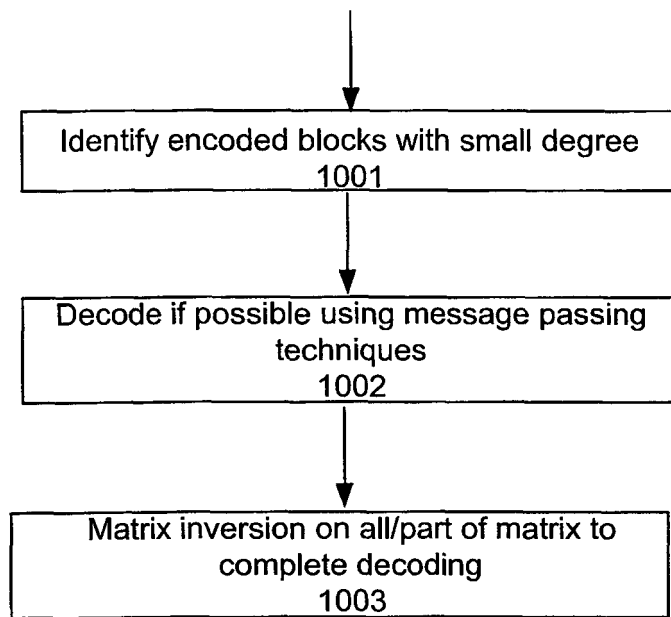 Identify encoded blocks with small degree
1001
Decode if possible using message passing
techniques
1002
Matrix inversion on all/part of matrix to
complete decoding
1003